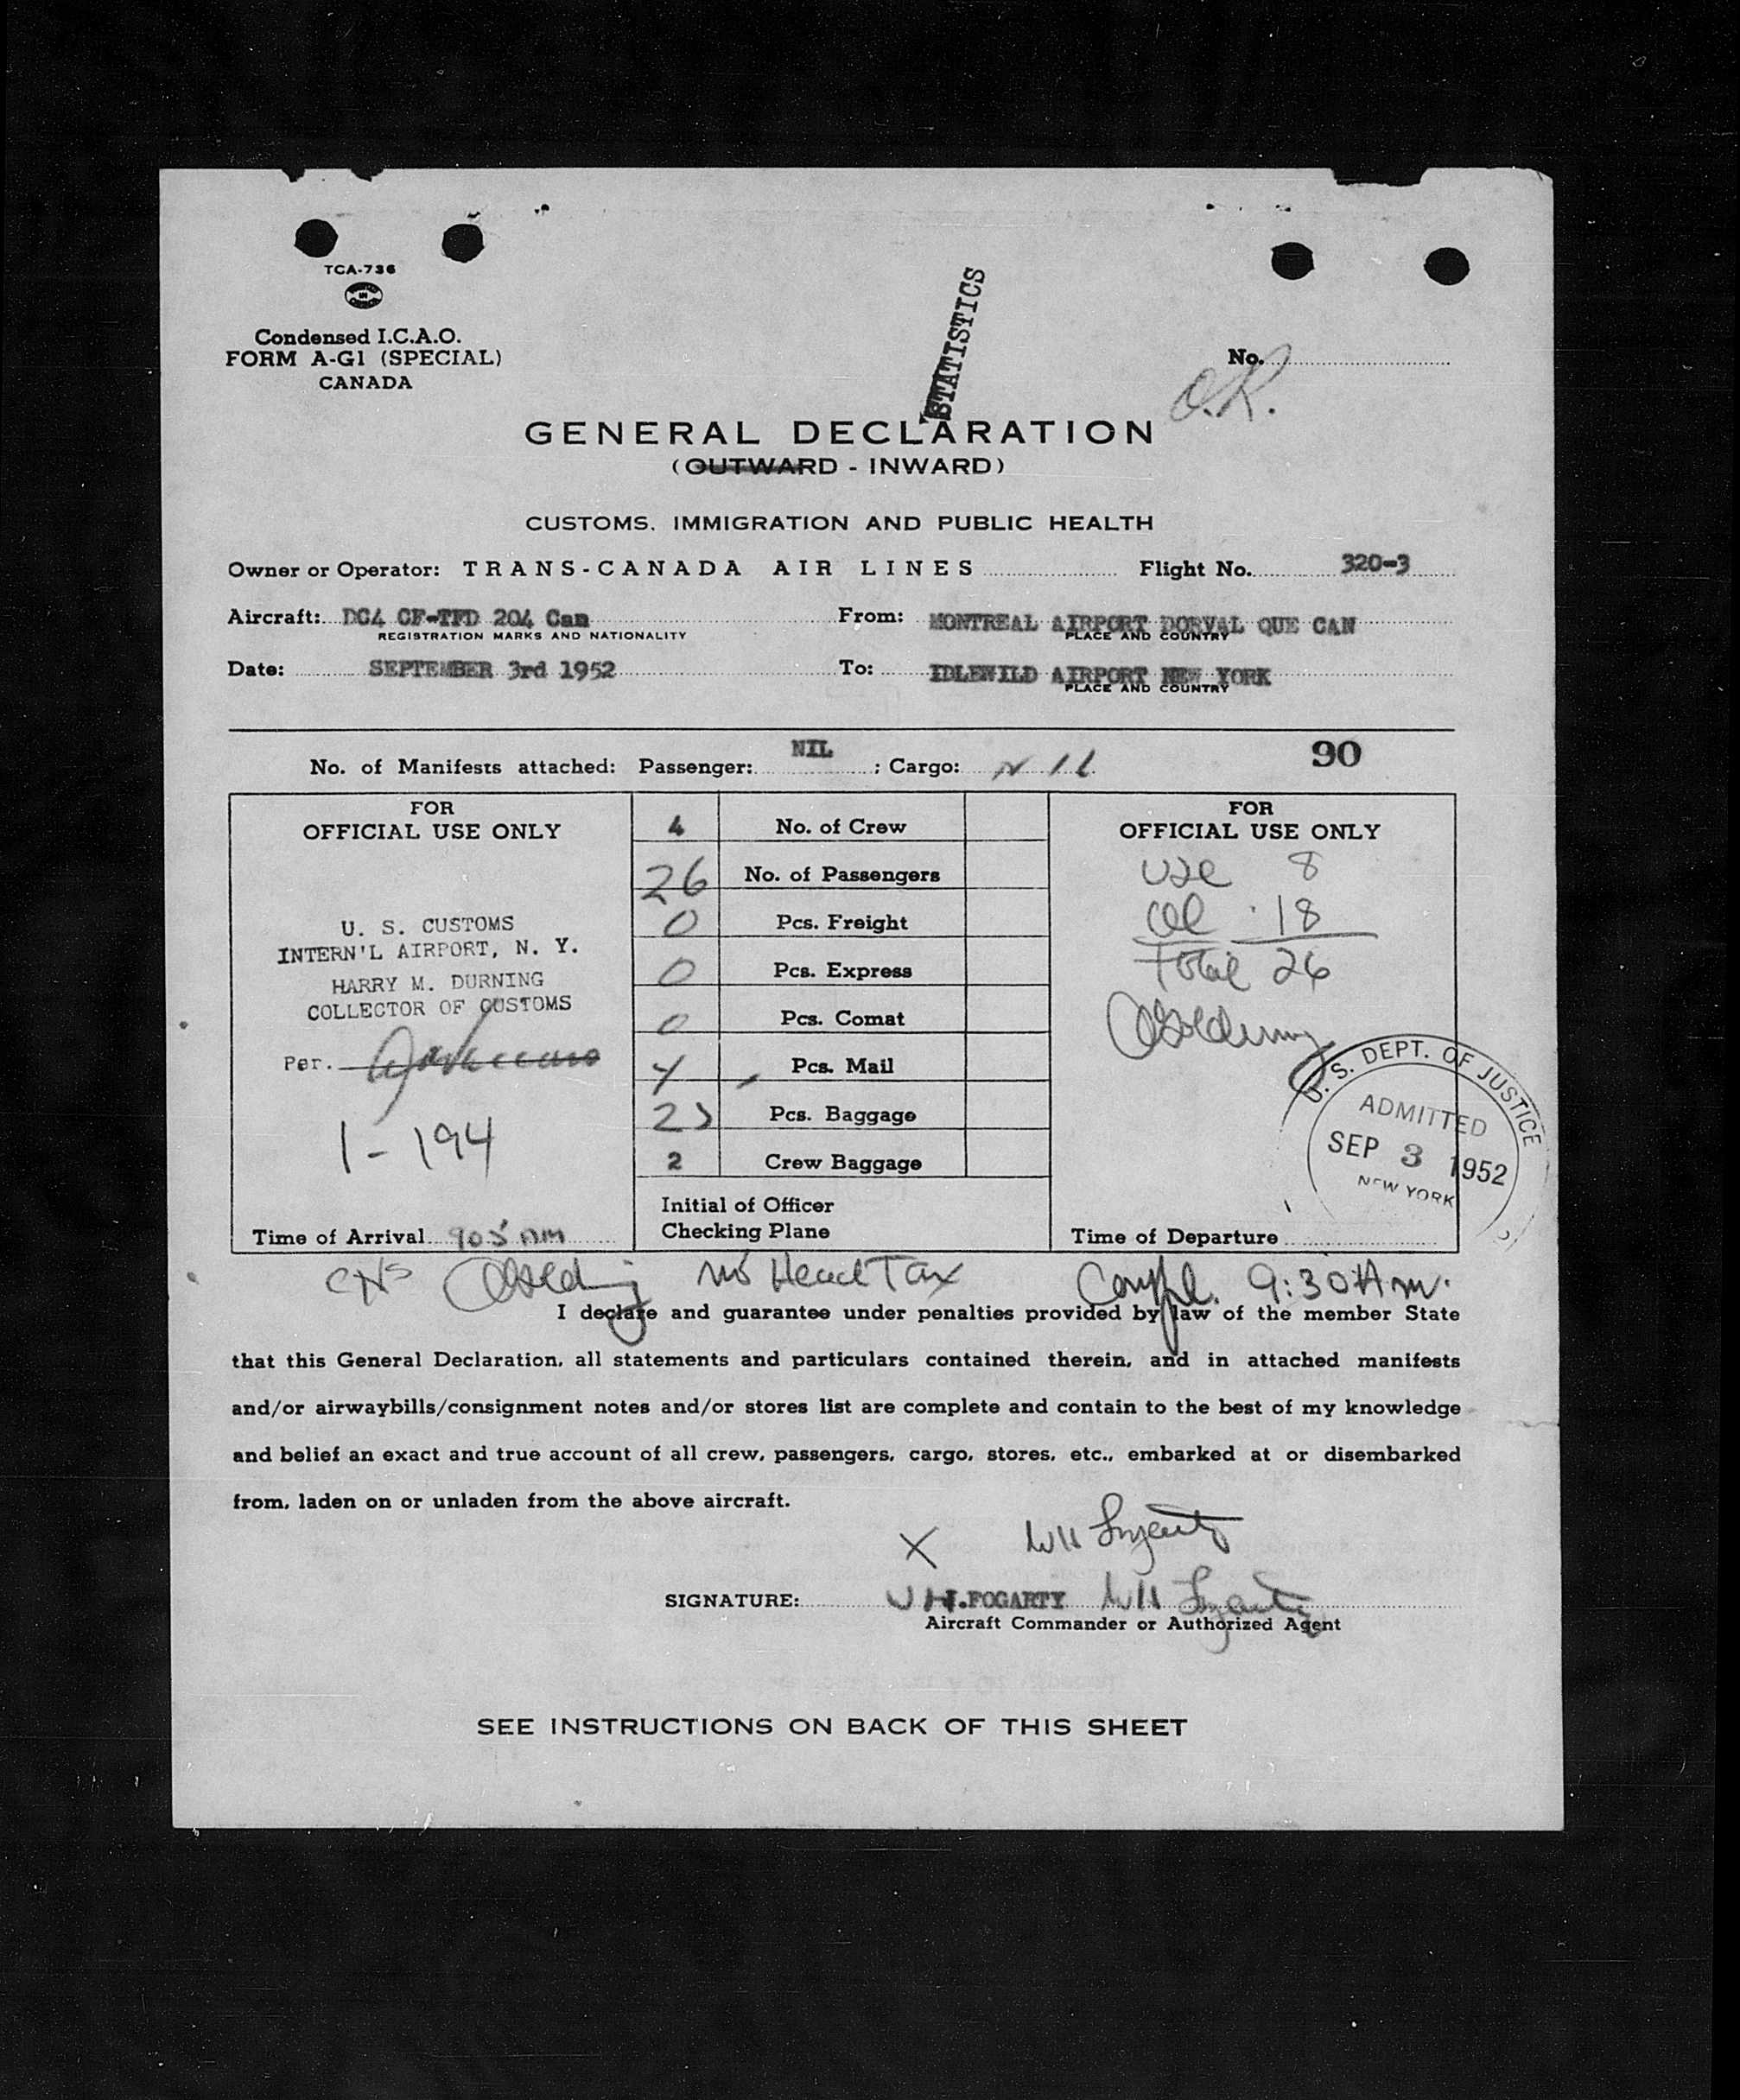 TCA-736
Condensed I.C.A.O.
FORM A-G1 (SPECIAL)
CANADA
STATISTICS
No.
O.K.
GENERAL DECLARATION
(OUTWARD - INWARD)
CUSTOMS, IMMIGRATION AND PUBLIC HEALTH
Owner or Operator: TRANS-CANADA AIR LINES Flight No. 320-3
Aircraft: DC4 CF-TFD 204 Can From: MONTREAL AIRPORT DORVAL QUE CAN
REGISTRATION MARKS AND NATIONALITY PLACE AND COUNTRY
Date: SEPTEMBER 3rd 1952 To: IDLEWILD AIRPORT NEW YORK
PLACE AND COUNTRY
90
No. of Manifests attached: Passenger: NIL ; Cargo: NIL
FOR
OFFICIAL USE ONLY
U. S. CUSTOMS
INTERN'L AIRPORT, N. Y.
HARRY M. DURNING
COLLECTOR OF CUSTOMS
Per.
1-194
Time of Arrival 905 AM
4 No. of Crew
26 No. of Passengers
0 Pcs. Freight
0 Pcs. Express
0 Pcs. Comat
4 Pcs. Mail
Pcs. Baggage
2 Crew Baggage
Initial of Officer
Checking Plane
FOR
OFFICIAL USE ONLY
USC 8
18
Total 26
U. S. DEPT. OF JUSTICE
ADMITTED
SEP 3 1952
NEW YORK
Time of Departure
No Head Tax Compl. 9:30 A.m.
I declare and guarantee under penalties provided by law of the member State
that this General Declaration, all statements and particulars contained therein, and in attached manifests
and/or airwaybills/consignment notes and/or stores list are complete and contain to the best of my knowledge
and belief an exact and true account of all crew, passengers, cargo, stores, etc., embarked at or disembarked
from, laden on or unladen from the above aircraft.
X WH Fogarty
SIGNATURE: W H.FOGARTY WH Fogarty
Aircraft Commander or Authorized Agent
SEE INSTRUCTIONS ON BACK OF THIS SHEET